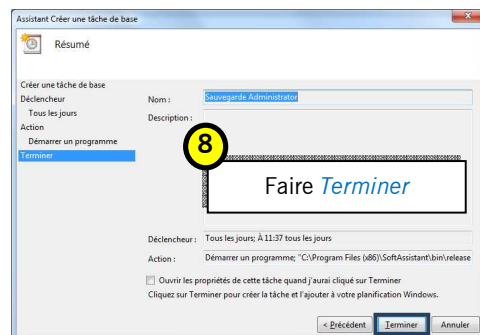 Assistant Créer une tâche de base
Résumé
Créer une tâche de base
Déclencheur
Tous les jours
Action
Démarrer un programme
Terminer
Nom :
Sauvegarde Administrator
Description :
8
Faire Terminer
Déclencheur :
Tous les jours; À 11:37 tous les jours
Action :
Démarrer un programme; "C:\Program Files (x86)\SoftAssistant\bin\release
Ouvrir les propriétés de cette tâche quand j'aurai cliqué sur Terminer
Cliquez sur Terminer pour créer la tâche et l'ajouter à votre planification Windows.
< Précédent
Terminer
Annuler